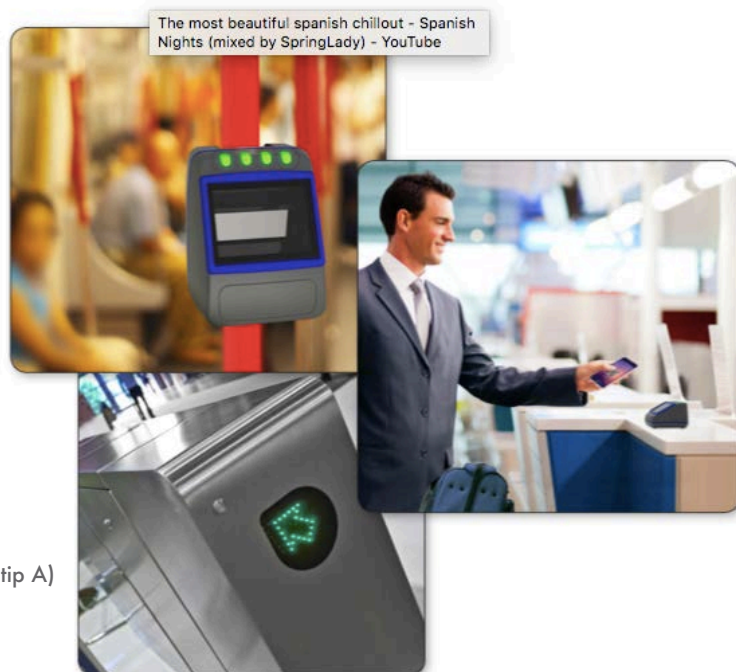 The most beautiful spanish chillout - Spanish
Nights (mixed by SpringLady) - YouTube
tip A)